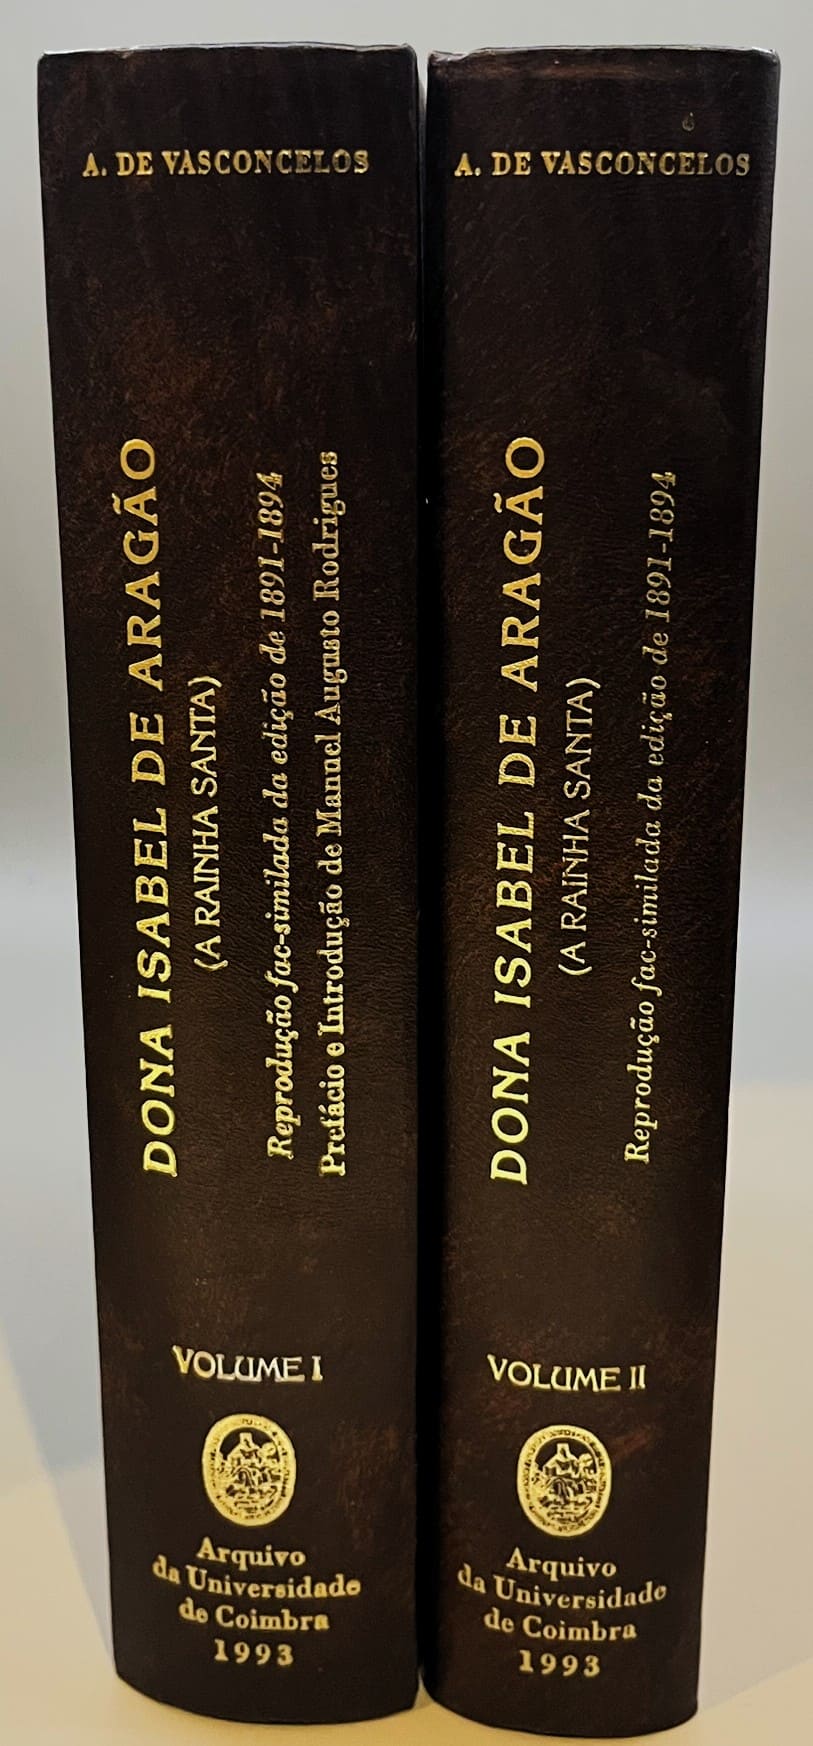 A. DE VASCONCELOS
DONA ISABEL DE ARAGÃO
(A RAINHA SANTA)
Reprodução fac-similada da edição de 1891-1894
Prefácio e Introdução de Manuel Augusto Rodrigues
VOLUME I
Arquivo
da Universidade
de Coimbra
1993
A. DE VASCONCELOS
DONA ISABEL DE ARAGÃO
(A RAINHA SANTA)
Reprodução fac-similada da edição de 1891-1894
VOLUME II
Arquivo
da Universidade
de Coimbra
1993